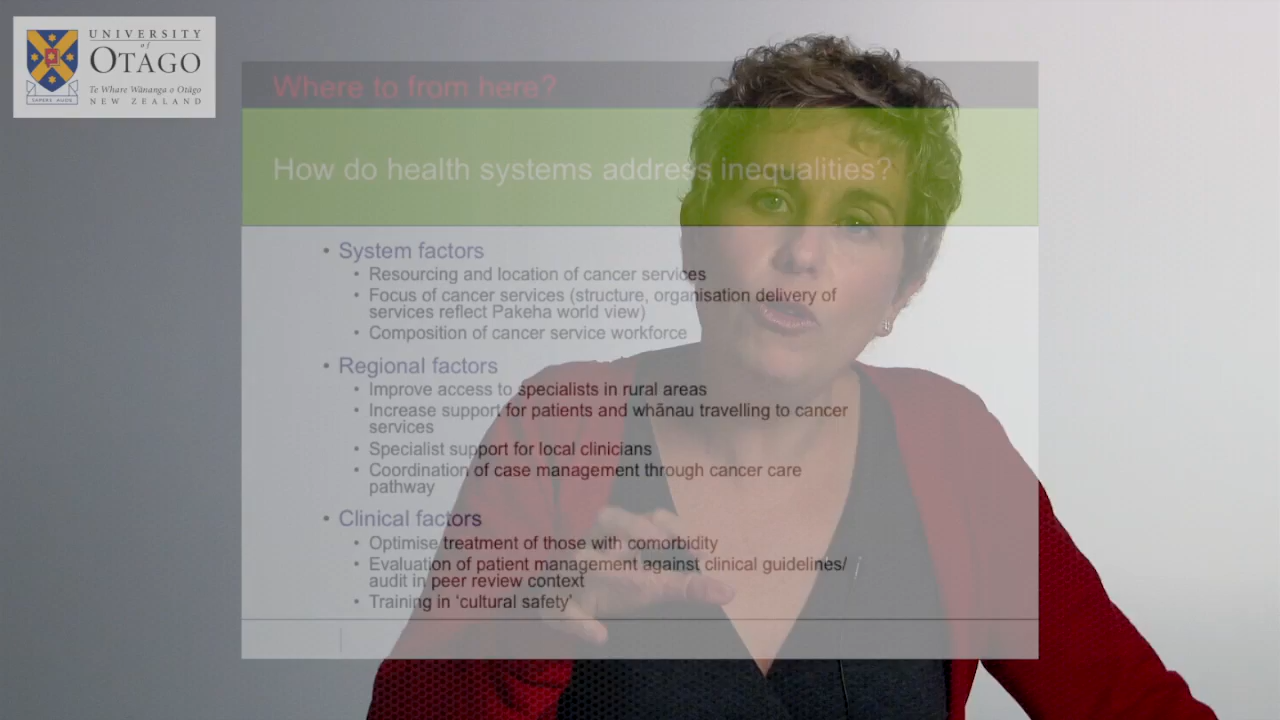 UNIVERSITY
of
OTAGO
Te Whare Wānanga o Otāgo
NEW ZEALAND
SAPERE AUDE
Where to from here?
How do health systems address inequalities?
• System factors
• Resourcing and location of cancer services
• Focus of cancer services (structure, organisation delivery of
services reflect Pakeha world view)
• Composition of cancer service workforce
• Regional factors
• Improve access to specialists in rural areas
• Increase support for patients and whānau travelling to cancer
services
• Specialist support for local clinicians
• Coordination of case management through cancer care
pathway
• Clinical factors
• Optimise treatment of those with comorbidity
• Evaluation of patient management against clinical guidelines/
audit in peer review context
• Training in ‘cultural safety’